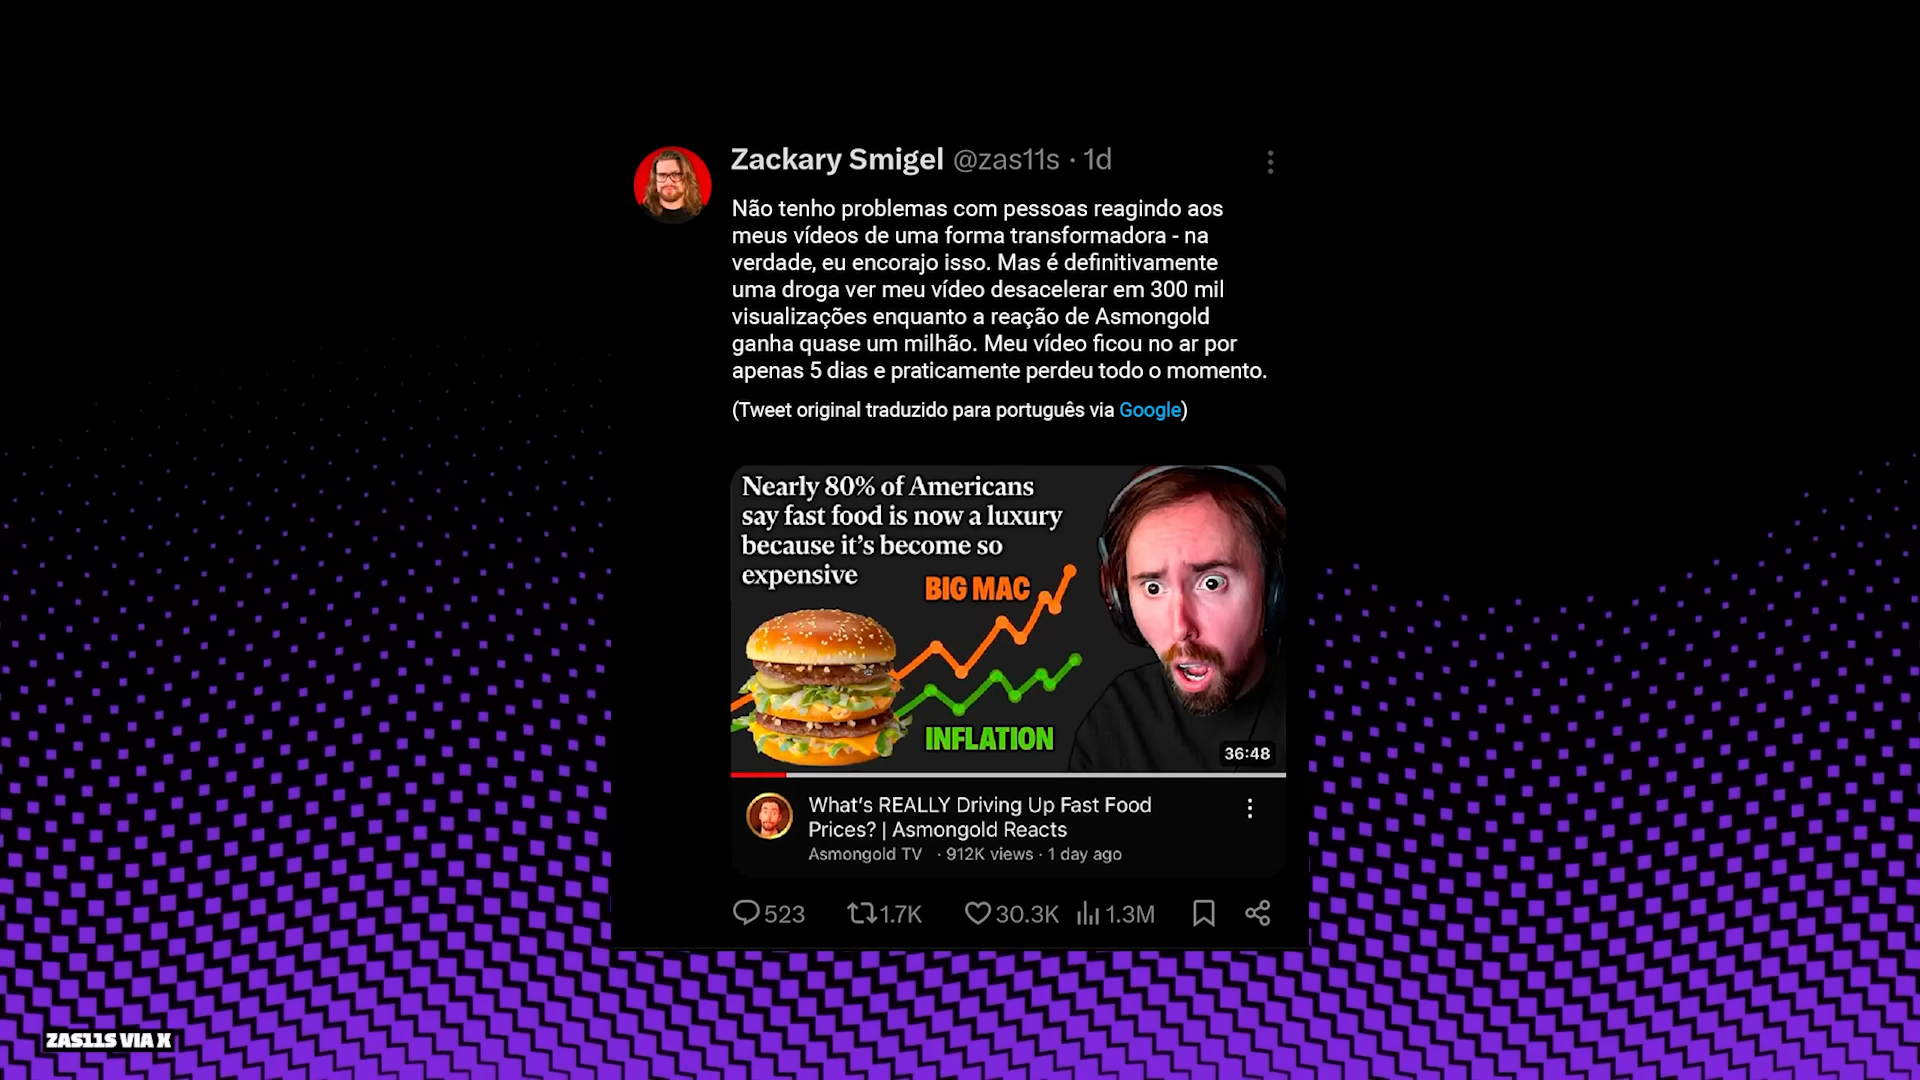 Zackary Smigel @zas11s · 1d
Não tenho problemas com pessoas reagindo aos
meus vídeos de uma forma transformadora - na
verdade, eu encorajo isso. Mas é definitivamente
uma droga ver meu vídeo desacelerar em 300 mil
visualizações enquanto a reação de Asmongold
ganha quase um milhão. Meu vídeo ficou no ar por
apenas 5 dias e praticamente perdeu todo o momento.
(Tweet original traduzido para português via Google)
Nearly 80% of Americans
say fast food is now a luxury
because it's become so
expensive
BIG MAC
INFLATION
36:48
What's REALLY Driving Up Fast Food
Prices? | Asmongold Reacts
Asmongold TV · 912K views · 1 day ago
523 1.7K 30.3K 1.3M
ZAS11S VIA X